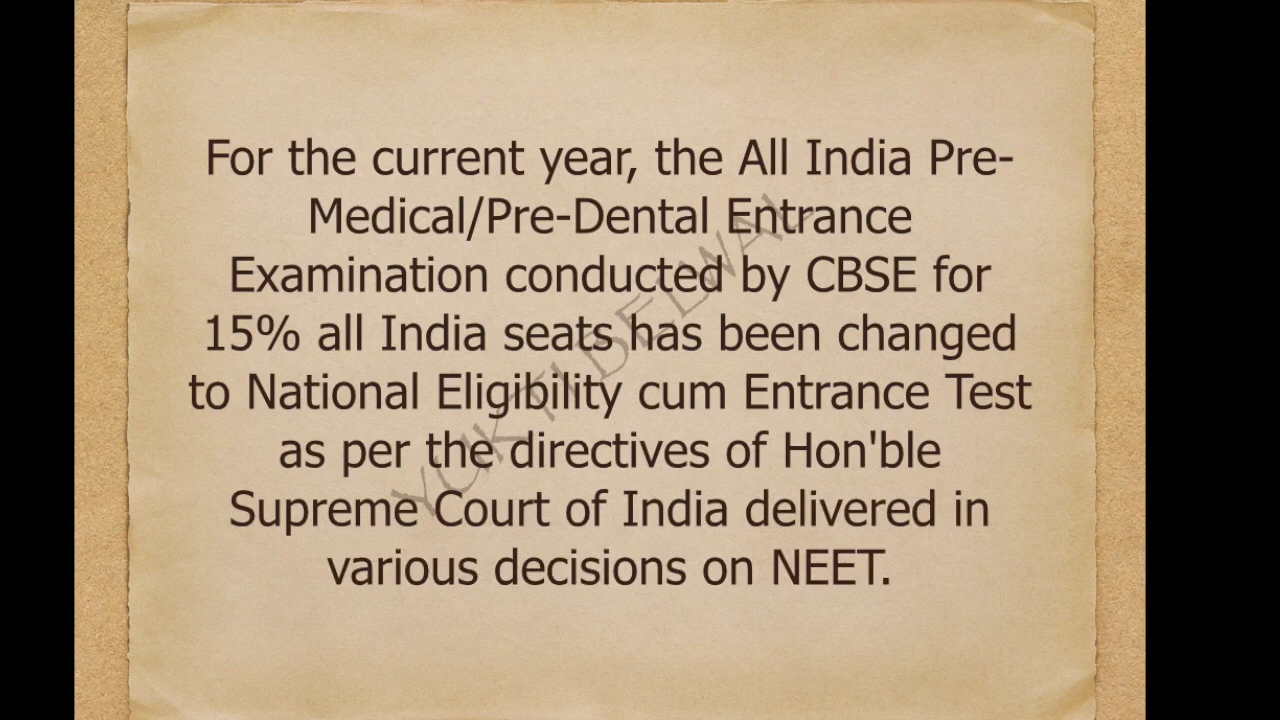 For the current year, the All India Pre-
Medical/Pre-Dental Entrance
Examination conducted by CBSE for
15% all India seats has been changed
to National Eligibility cum Entrance Test
as per the directives of Hon'ble
Supreme Court of India delivered in
various decisions on NEET.
YUKTI BELWAL